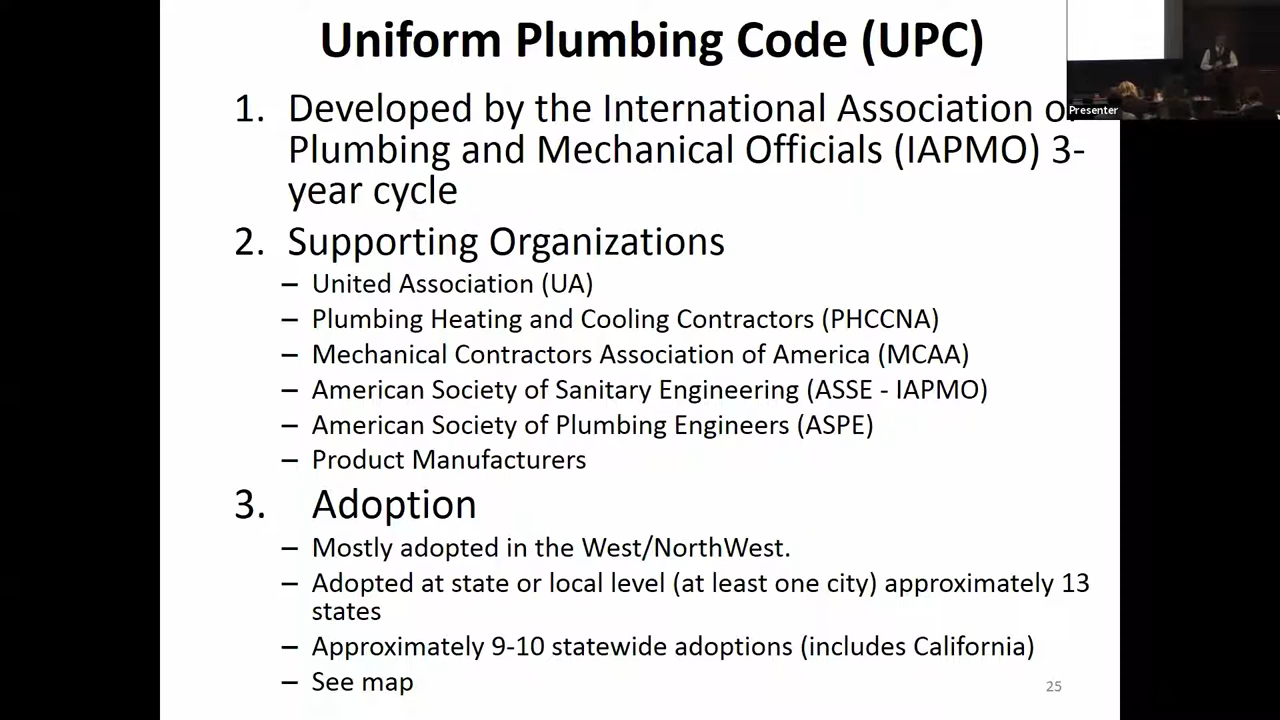 Uniform Plumbing Code (UPC)
Presenter
1. Developed by the International Association o
Plumbing and Mechanical Officials (IAPMO) 3-
year cycle
2. Supporting Organizations
– United Association (UA)
– Plumbing Heating and Cooling Contractors (PHCCNA)
– Mechanical Contractors Association of America (MCAA)
– American Society of Sanitary Engineering (ASSE - IAPMO)
– American Society of Plumbing Engineers (ASPE)
– Product Manufacturers
3. Adoption
– Mostly adopted in the West/NorthWest.
– Adopted at state or local level (at least one city) approximately 13
states
– Approximately 9-10 statewide adoptions (includes California)
– See map
25